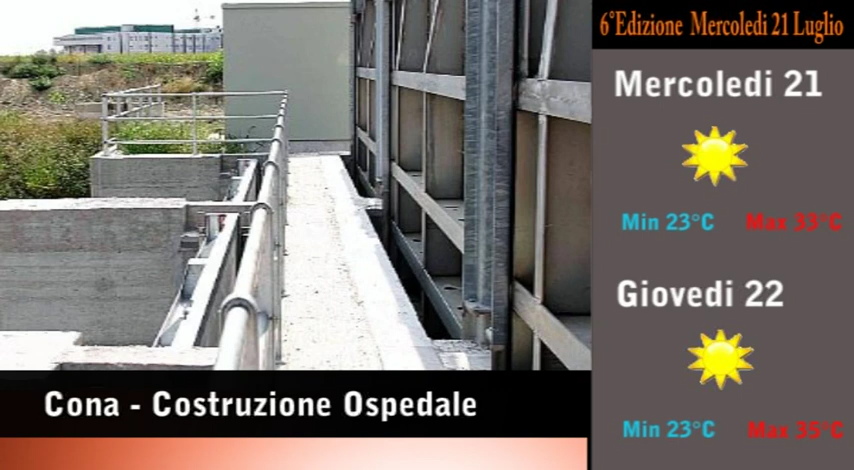 6°Edizione Mercoledi 21 Luglio
Mercoledi 21
Min 23°C Max 33°C
Giovedi 22
Min 23°C Max 35°C
Cona - Costruzione Ospedale